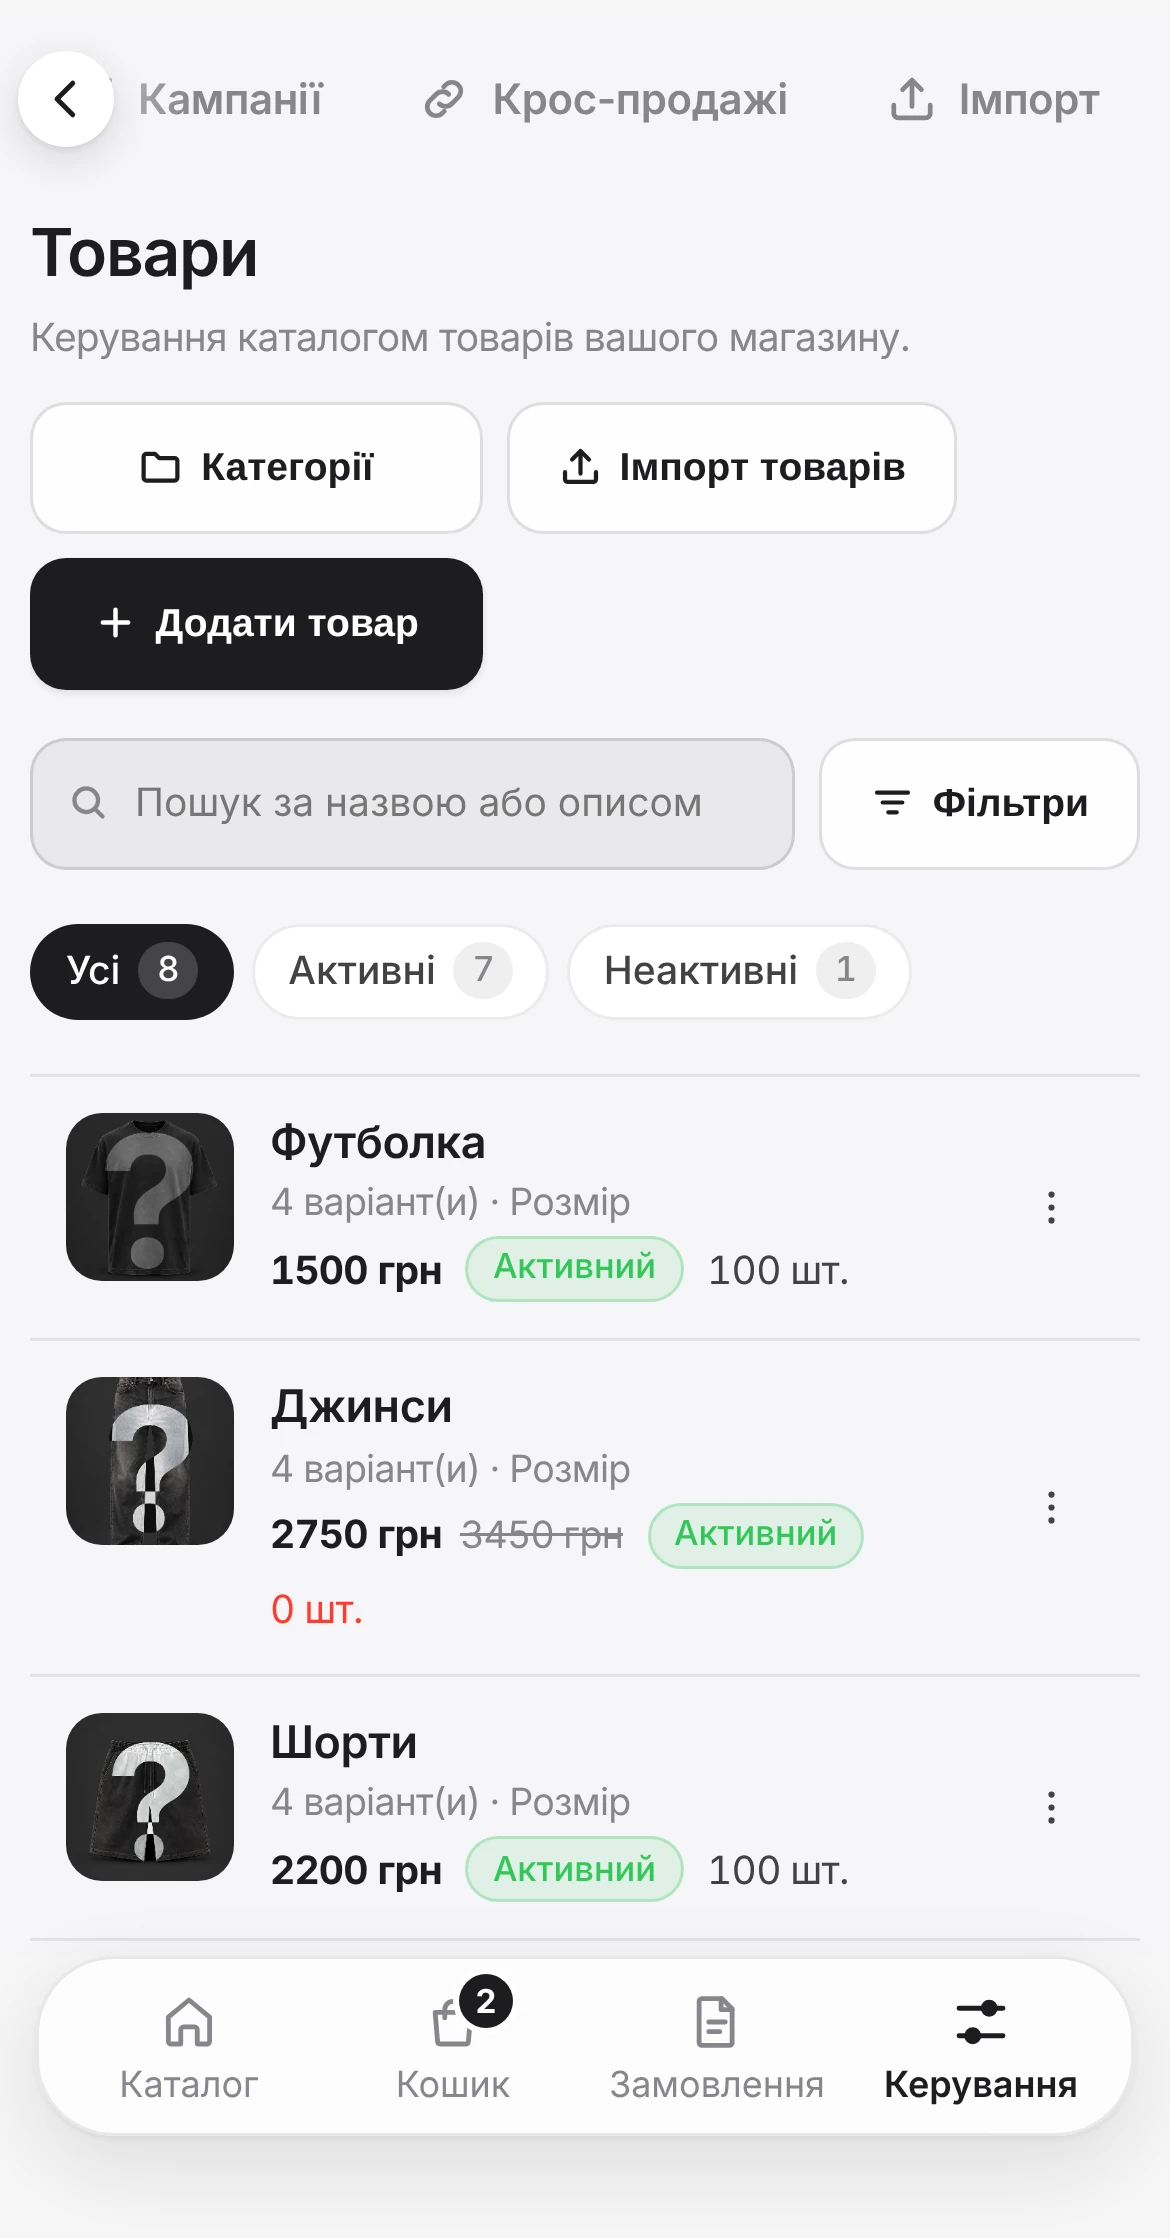 Кампанії Крос-продажі Імпорт
Товари
Керування каталогом товарів вашого магазину.
Категорії Імпорт товарів
Додати товар
Пошук за назвою або описом Фільтри
Усі 8 Активні 7 Неактивні 1
Футболка
4 варіант(и) · Розмір
1500 грн Активний 100 шт.
Джинси
4 варіант(и) · Розмір
2750 грн 3450 грн Активний
0 шт.
Шорти
4 варіант(и) · Розмір
2200 грн Активний 100 шт.
2
Каталог Кошик Замовлення Керування